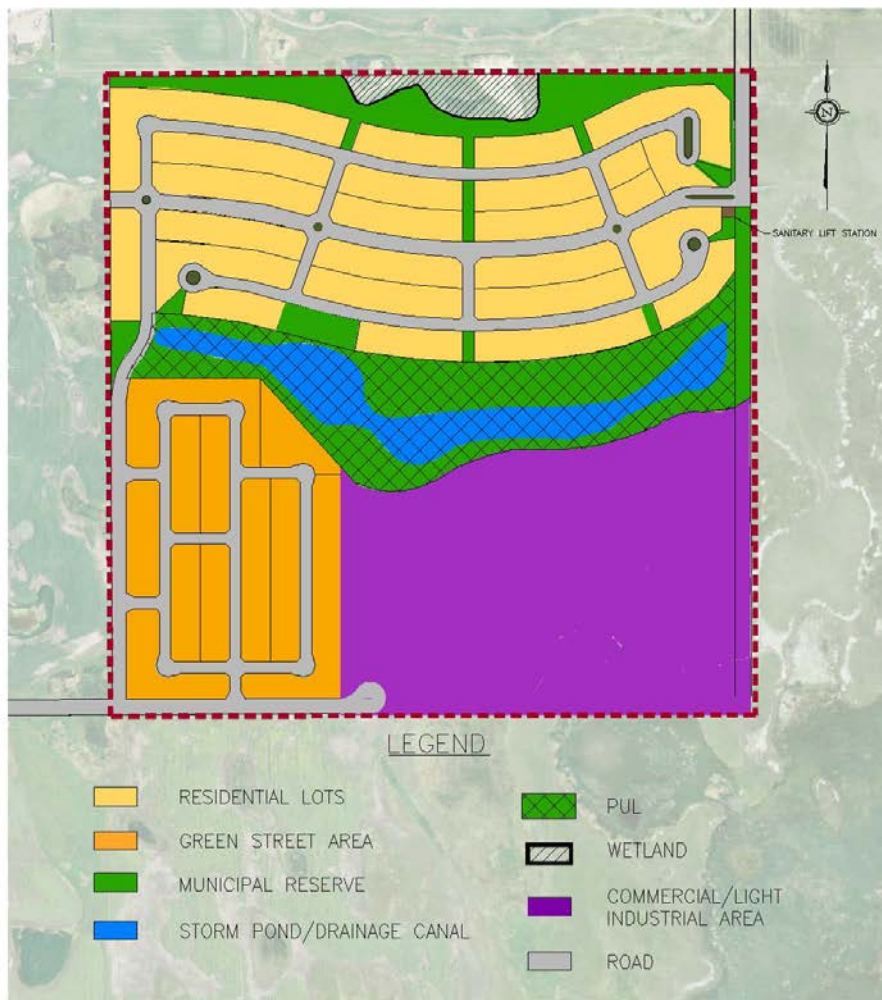 N
SANITARY LIFT STATION
LEGEND
RESIDENTIAL LOTS
GREEN STREET AREA
MUNICIPAL RESERVE
STORM POND/DRAINAGE CANAL
PUL
WETLAND
COMMERCIAL/LIGHT
INDUSTRIAL AREA
ROAD